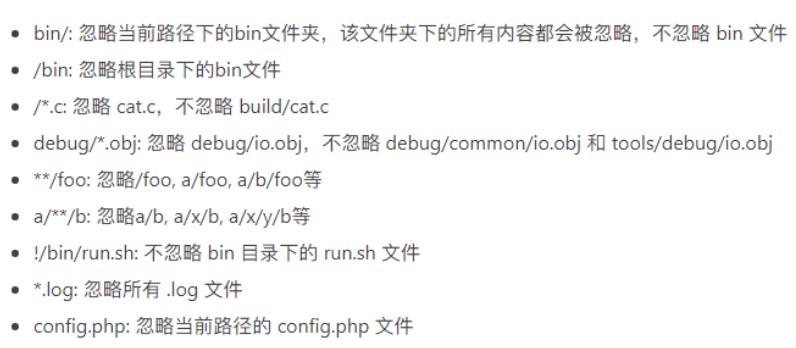 • bin/: 忽略当前路径下的bin文件夹，该文件夹下的所有内容都会被忽略，不忽略 bin 文件
• /bin: 忽略根目录下的bin文件
• /*.c: 忽略 cat.c，不忽略 build/cat.c
• debug/*.obj: 忽略 debug/io.obj，不忽略 debug/common/io.obj 和 tools/debug/io.obj
• **/foo: 忽略/foo, a/foo, a/b/foo等
• a/**/b: 忽略a/b, a/x/b, a/x/y/b等
• !/bin/run.sh: 不忽略 bin 目录下的 run.sh 文件
• *.log: 忽略所有 .log 文件
• config.php: 忽略当前路径的 config.php 文件